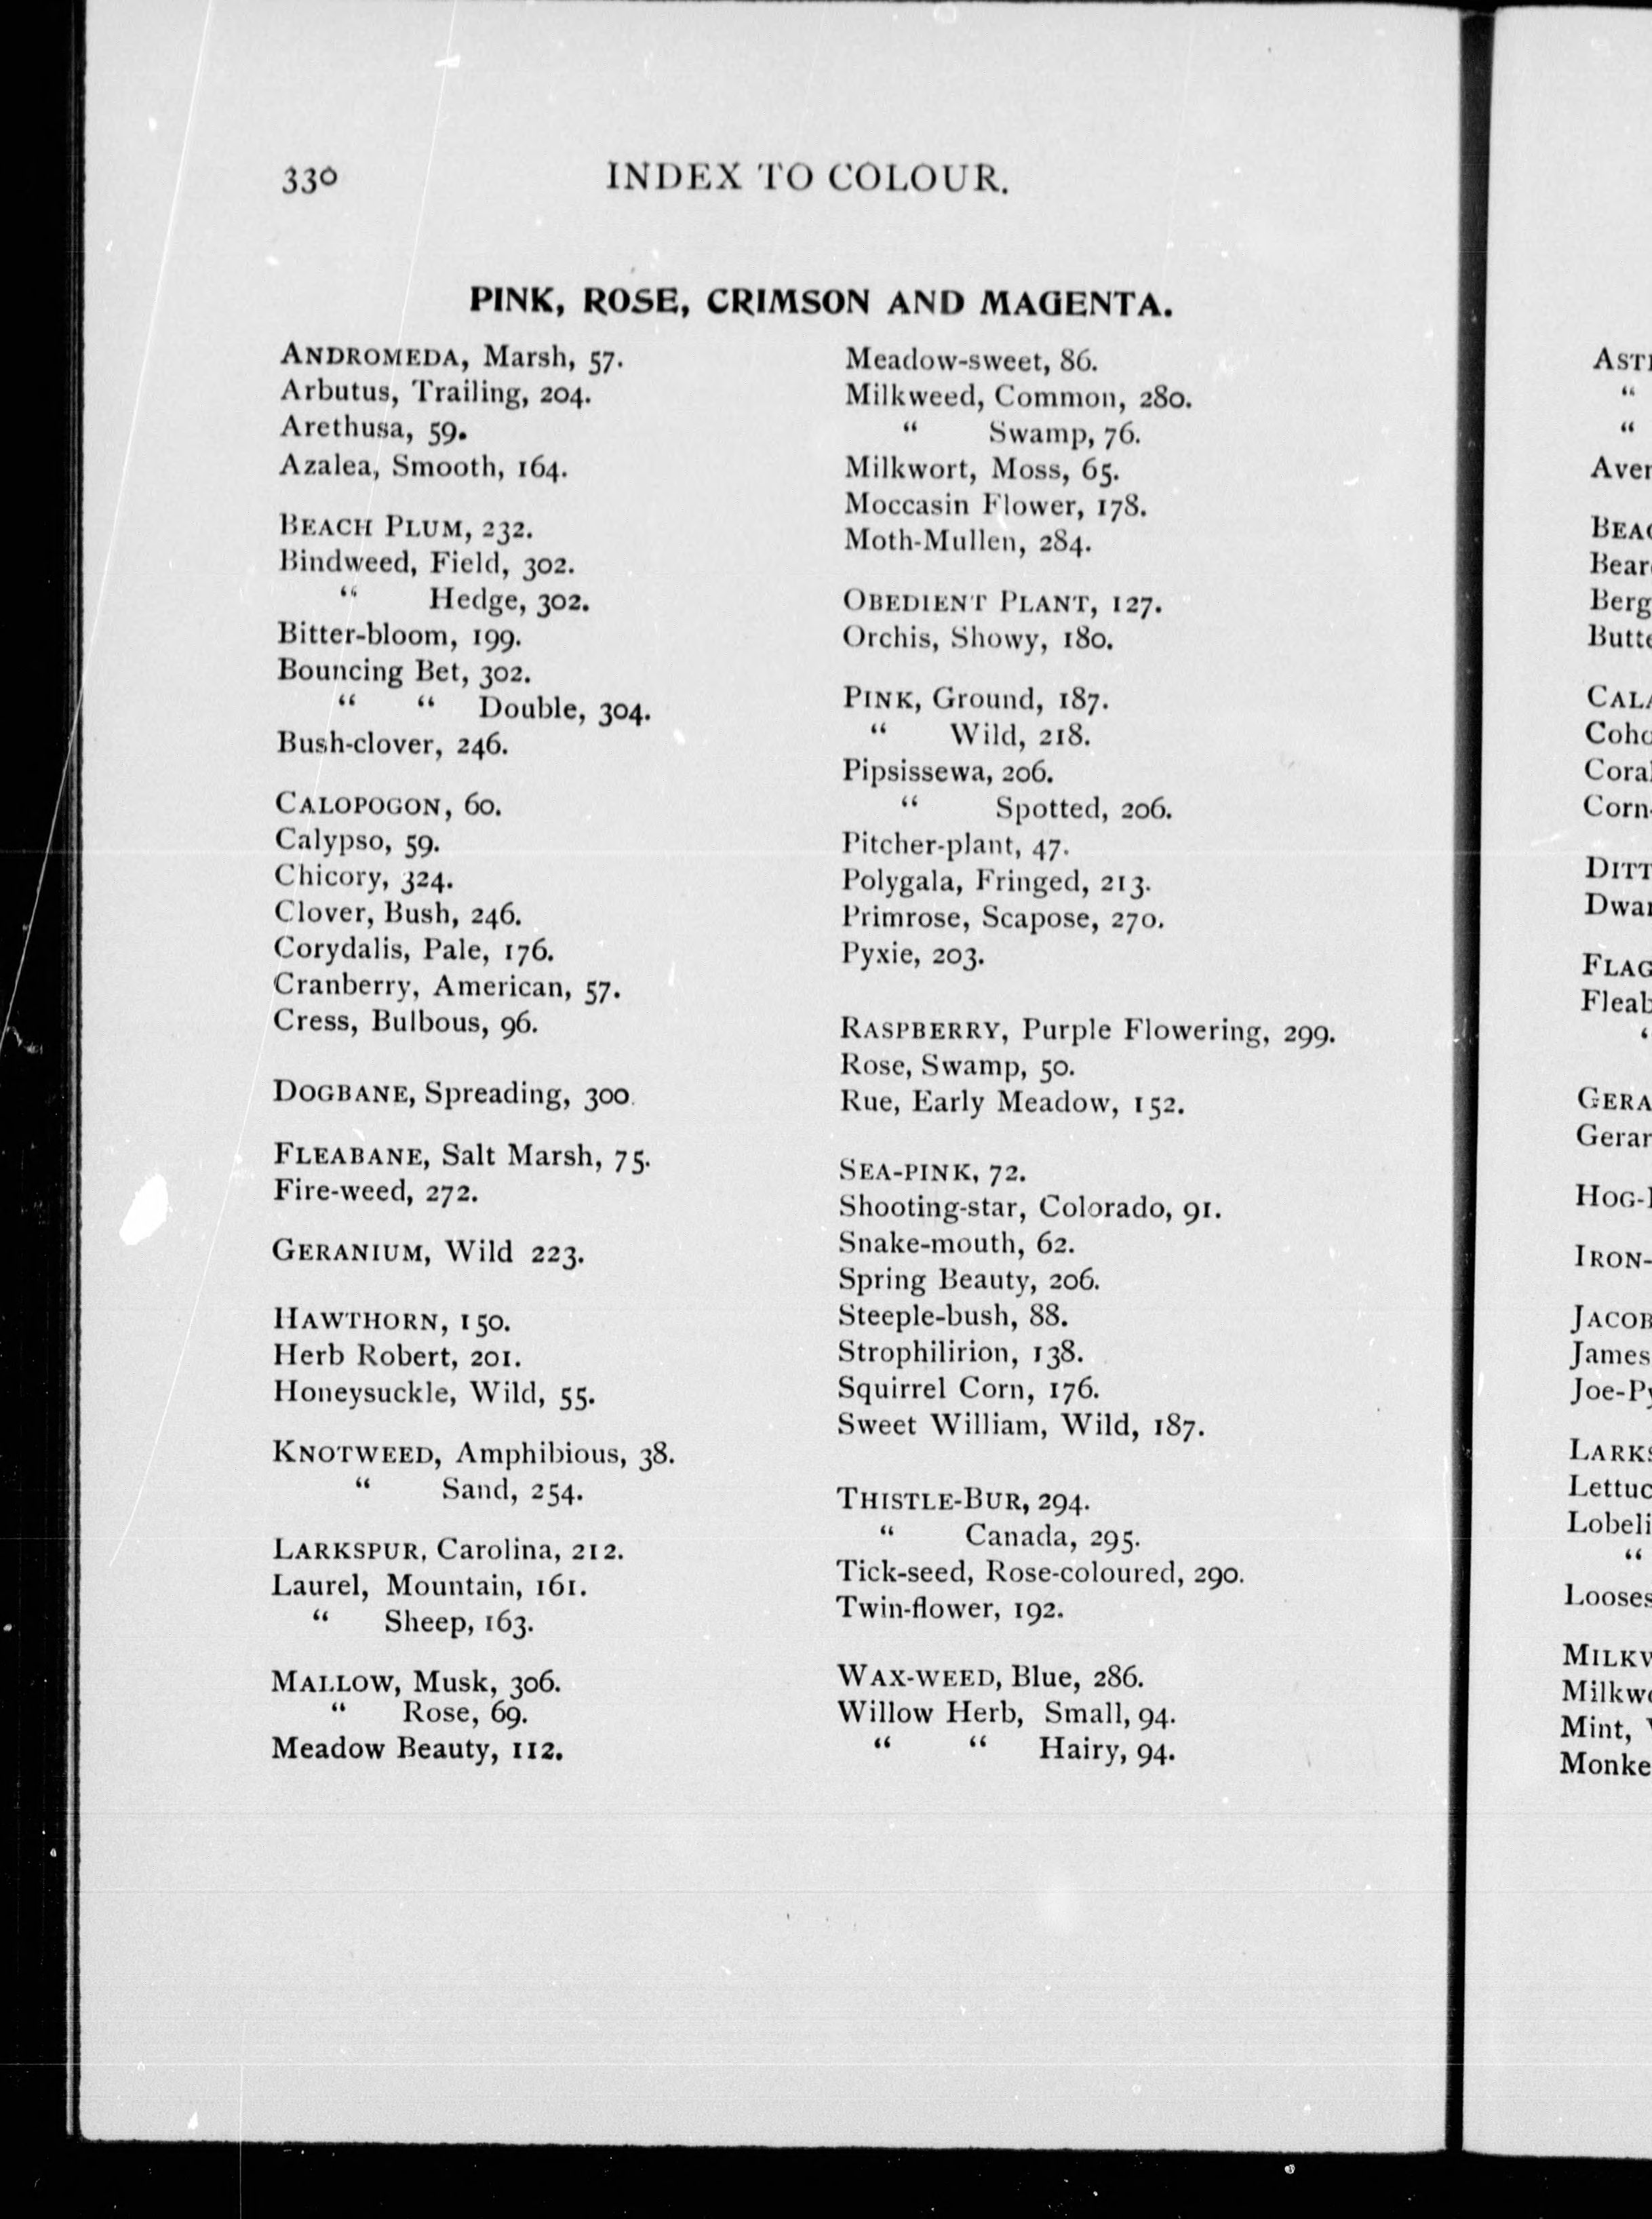 330 INDEX TO COLOUR.
PINK, ROSE, CRIMSON AND MAGENTA.
ANDROMEDA, Marsh, 57.
Arbutus, Trailing, 204.
Arethusa, 59.
Azalea, Smooth, 164.
BEACH PLUM, 232.
Bindweed, Field, 302.
“ Hedge, 302.
Bitter-bloom, 199.
Bouncing Bet, 302.
“ “ Double, 304.
Bush-clover, 246.
CALOPOGON, 60.
Calypso, 59.
Chicory, 324.
Clover, Bush, 246.
Corydalis, Pale, 176.
Cranberry, American, 57.
Cress, Bulbous, 96.
DOGBANE, Spreading, 300.
FLEABANE, Salt Marsh, 75.
Fire-weed, 272.
GERANIUM, Wild 223.
HAWTHORN, 150.
Herb Robert, 201.
Honeysuckle, Wild, 55.
KNOTWEED, Amphibious, 38.
“ Sand, 254.
LARKSPUR, Carolina, 212.
Laurel, Mountain, 161.
“ Sheep, 163.
MALLOW, Musk, 306.
“ Rose, 69.
Meadow Beauty, 112.
Meadow-sweet, 86.
Milkweed, Common, 280.
“ Swamp, 76.
Milkwort, Moss, 65.
Moccasin Flower, 178.
Moth-Mullen, 284.
OBEDIENT PLANT, 127.
Orchis, Showy, 180.
PINK, Ground, 187.
“ Wild, 218.
Pipsissewa, 206.
“ Spotted, 206.
Pitcher-plant, 47.
Polygala, Fringed, 213.
Primrose, Scapose, 270.
Pyxie, 203.
RASPBERRY, Purple Flowering, 299.
Rose, Swamp, 50.
Rue, Early Meadow, 152.
SEA-PINK, 72.
Shooting-star, Colorado, 91.
Snake-mouth, 62.
Spring Beauty, 206.
Steeple-bush, 88.
Strophilirion, 138.
Squirrel Corn, 176.
Sweet William, Wild, 187.
THISTLE-BUR, 294.
“ Canada, 295.
Tick-seed, Rose-coloured, 290.
Twin-flower, 192.
WAX-WEED, Blue, 286.
Willow Herb, Small, 94.
“ “ Hairy, 94.
“
“
JAMES
Mint,
“